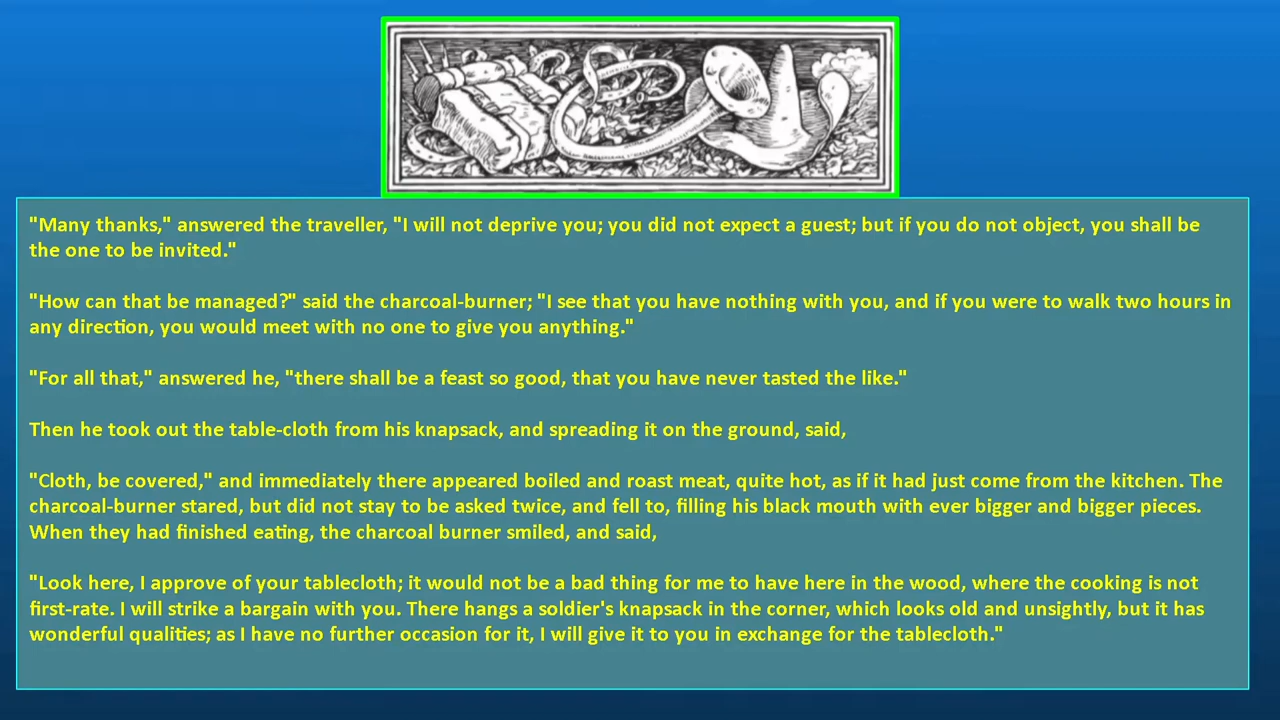 "Many thanks," answered the traveller, "I will not deprive you; you did not expect a guest; but if you do not object, you shall be
the one to be invited."
"How can that be managed?" said the charcoal-burner; "I see that you have nothing with you, and if you were to walk two hours in
any direction, you would meet with no one to give you anything."
"For all that," answered he, "there shall be a feast so good, that you have never tasted the like."
Then he took out the table-cloth from his knapsack, and spreading it on the ground, said,
"Cloth, be covered," and immediately there appeared boiled and roast meat, quite hot, as if it had just come from the kitchen. The
charcoal-burner stared, but did not stay to be asked twice, and fell to, filling his black mouth with ever bigger and bigger pieces.
When they had finished eating, the charcoal burner smiled, and said,
"Look here, I approve of your tablecloth; it would not be a bad thing for me to have here in the wood, where the cooking is not
first-rate. I will strike a bargain with you. There hangs a soldier's knapsack in the corner, which looks old and unsightly, but it has
wonderful qualities; as I have no further occasion for it, I will give it to you in exchange for the tablecloth."